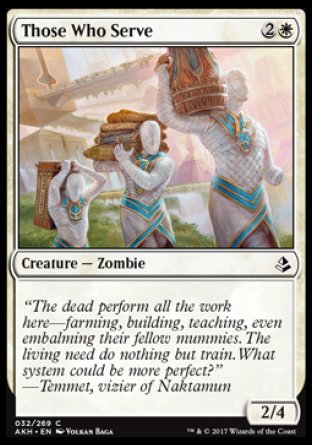 Those Who Serve 2
Creature — Zombie
“The dead perform all the work
here—farming, building, teaching, even
embalming their fellow mummies. The
living need do nothing but train. What
system could be more perfect?”
—Temmet, vizier of Naktamun
2/4
032/269 C
AKH • EN VOLKAN BAGA
™ & © 2017 Wizards of the Coast